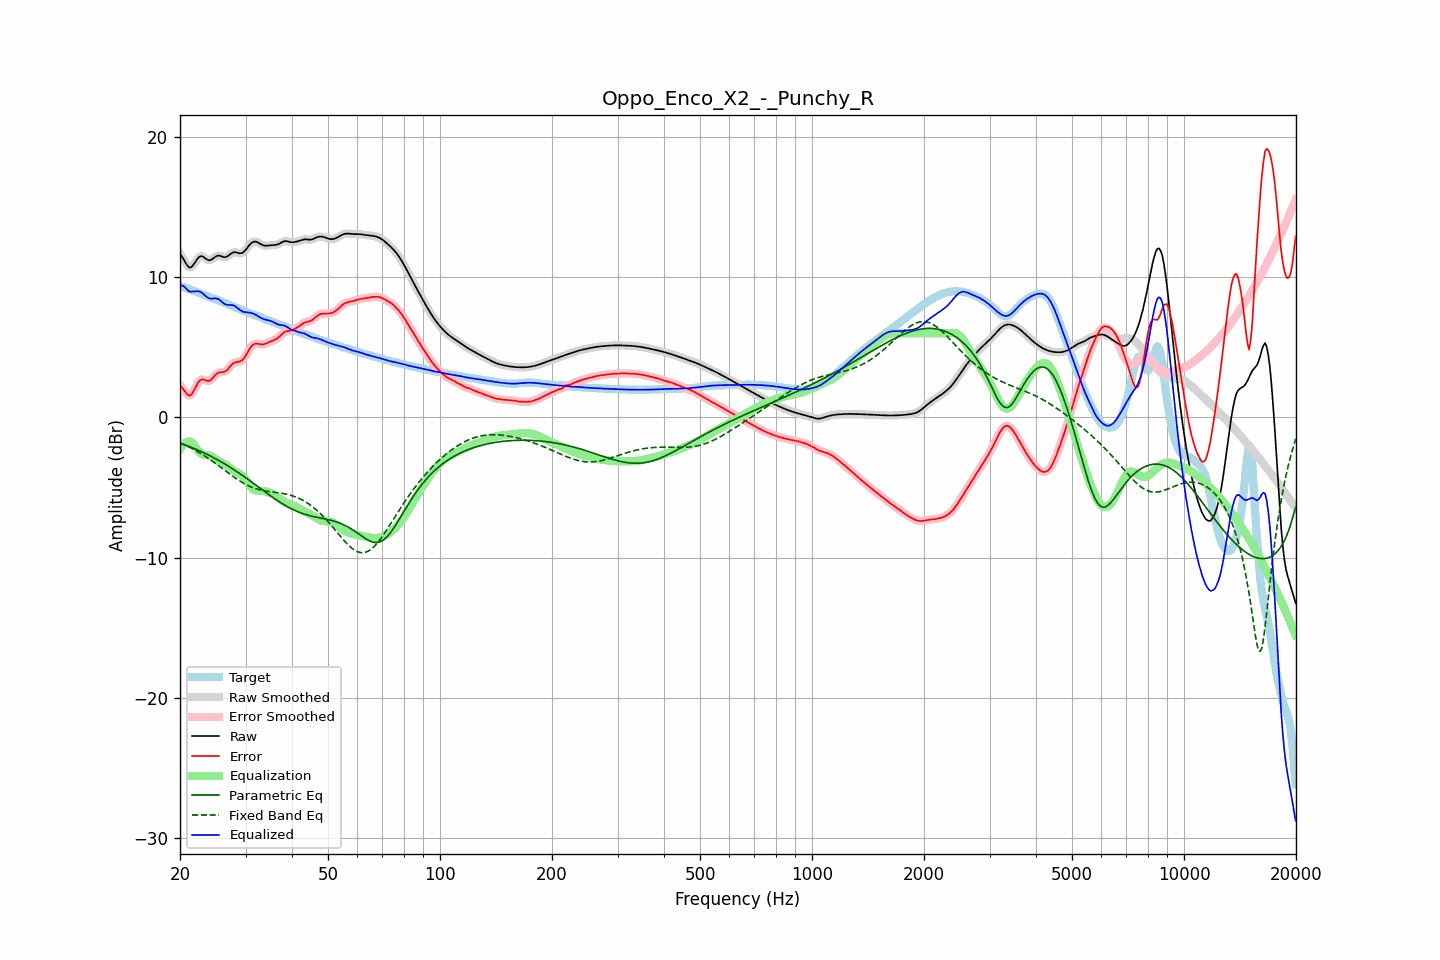 Oppo_Enco_X2_-_Punchy_R
Amplitude (dBr)
20
10
0
−10
−20
−30
Target
Raw Smoothed
Error Smoothed
Raw
Error
Equalization
Parametric Eq
Fixed Band Eq
Equalized
20 50 100 200 500 1000 2000 5000 10000 20000
Frequency (Hz)